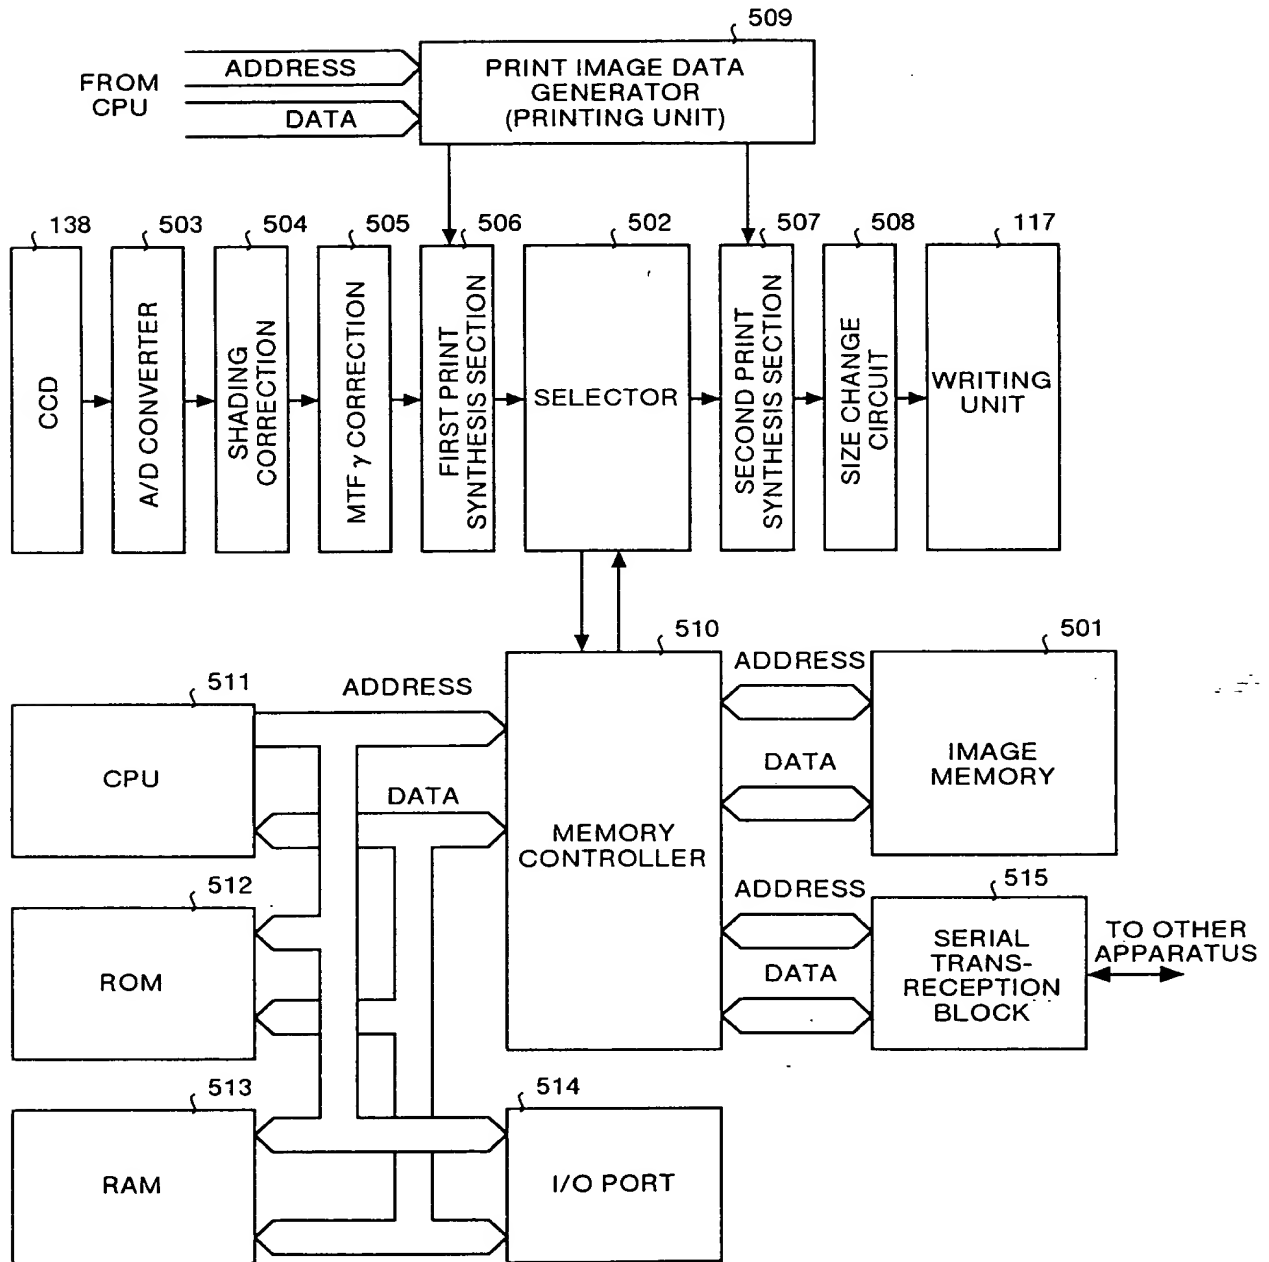 509
FROM
CPU
ADDRESS
DATA
PRINT IMAGE DATA
GENERATOR
(PRINTING UNIT)
138
503
504
505
506
502
507
508
117
CCD
A/D CONVERTER
SHADING
CORRECTION
MTF γ CORRECTION
FIRST PRINT
SYNTHESIS SECTION
SELECTOR
SECOND PRINT
SYNTHESIS SECTION
SIZE CHANGE
CIRCUIT
WRITING
UNIT
510
501
511
ADDRESS
ADDRESS
CPU
DATA
DATA
IMAGE
MEMORY
MEMORY
CONTROLLER
512
ADDRESS
515
ROM
DATA
SERIAL
TRANS-
RECEPTION
BLOCK
TO OTHER
APPARATUS
513
514
RAM
I/O PORT